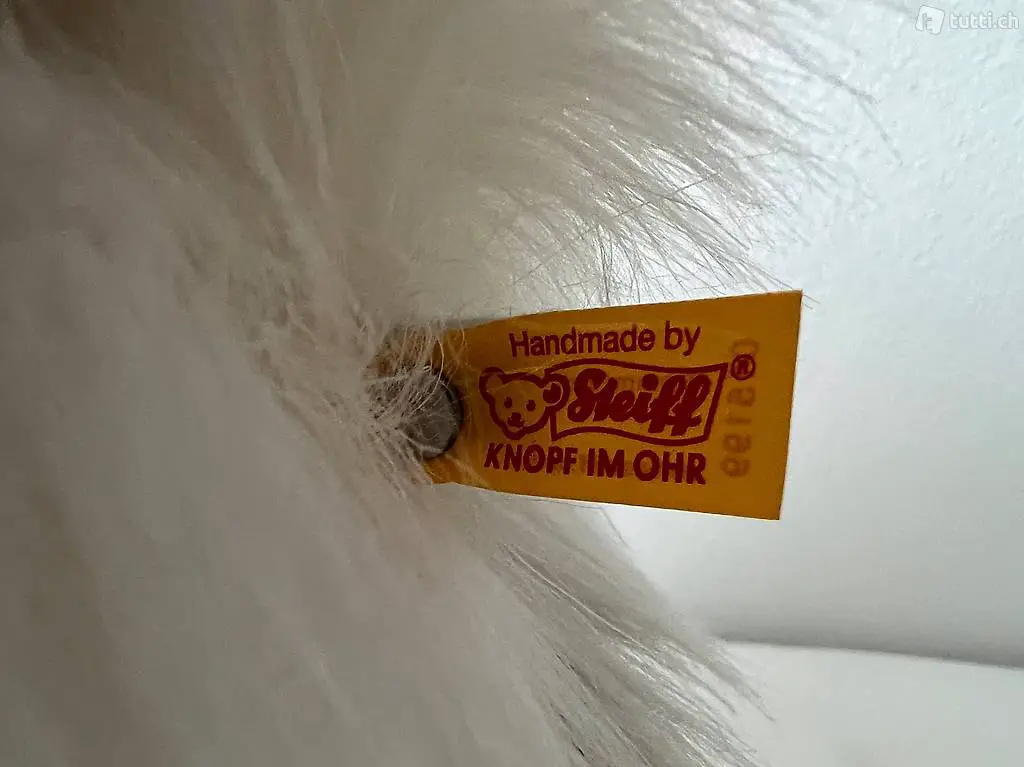 tutti.ch
Handmade by
Steiff®
KNOPF IM OHR